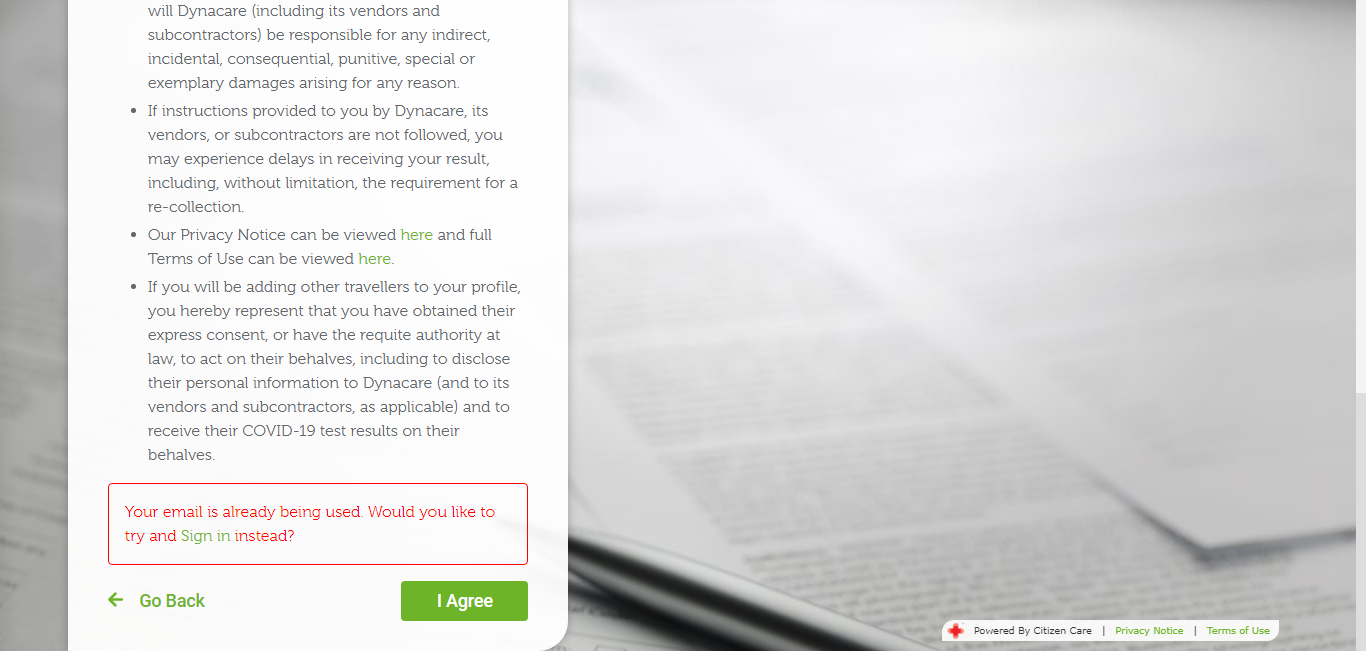 will Dynacare (including its vendors and
subcontractors) be responsible for any indirect,
incidental, consequential, punitive, special or
exemplary damages arising for any reason.
• If instructions provided to you by Dynacare, its
vendors, or subcontractors are not followed, you
may experience delays in receiving your result,
including, without limitation, the requirement for a
re-collection.
• Our Privacy Notice can be viewed here and full
Terms of Use can be viewed here.
• If you will be adding other travellers to your profile,
you hereby represent that you have obtained their
express consent, or have the requite authority at
law, to act on their behalves, including to disclose
their personal information to Dynacare (and to its
vendors and subcontractors, as applicable) and to
receive their COVID-19 test results on their
behalves.
Your email is already being used. Would you like to
try and Sign in instead?
Go Back I Agree
Powered By Citizen Care | Privacy Notice | Terms of Use